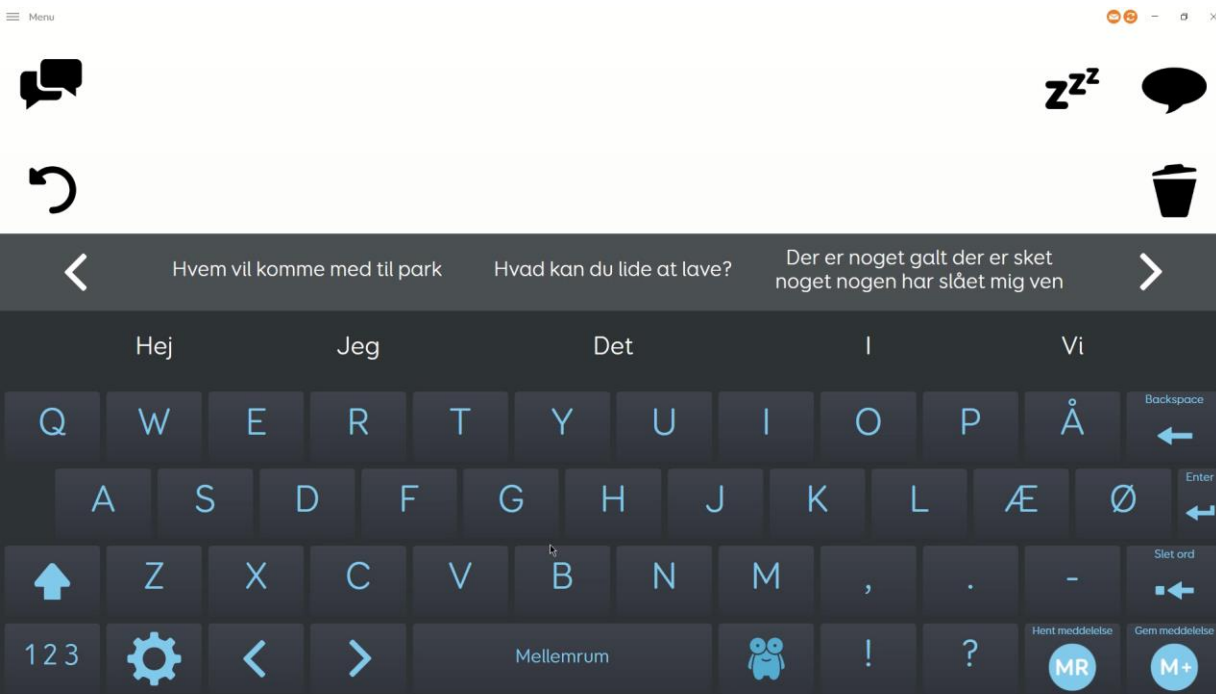 Menu
zzz
Hvem vil komme med til park
Hvad kan du lide at lave?
Der er noget galt der er sket
noget nogen har slået mig ven
Hej Jeg Det I Vi
Q W E R T Y U I O P Å Backspace
A S D F G H J K L Æ Ø Enter
Z X C V B N M , . - Slet ord
123 Mellemrum ! ? Hent meddelelse MR Gem meddelelse M+